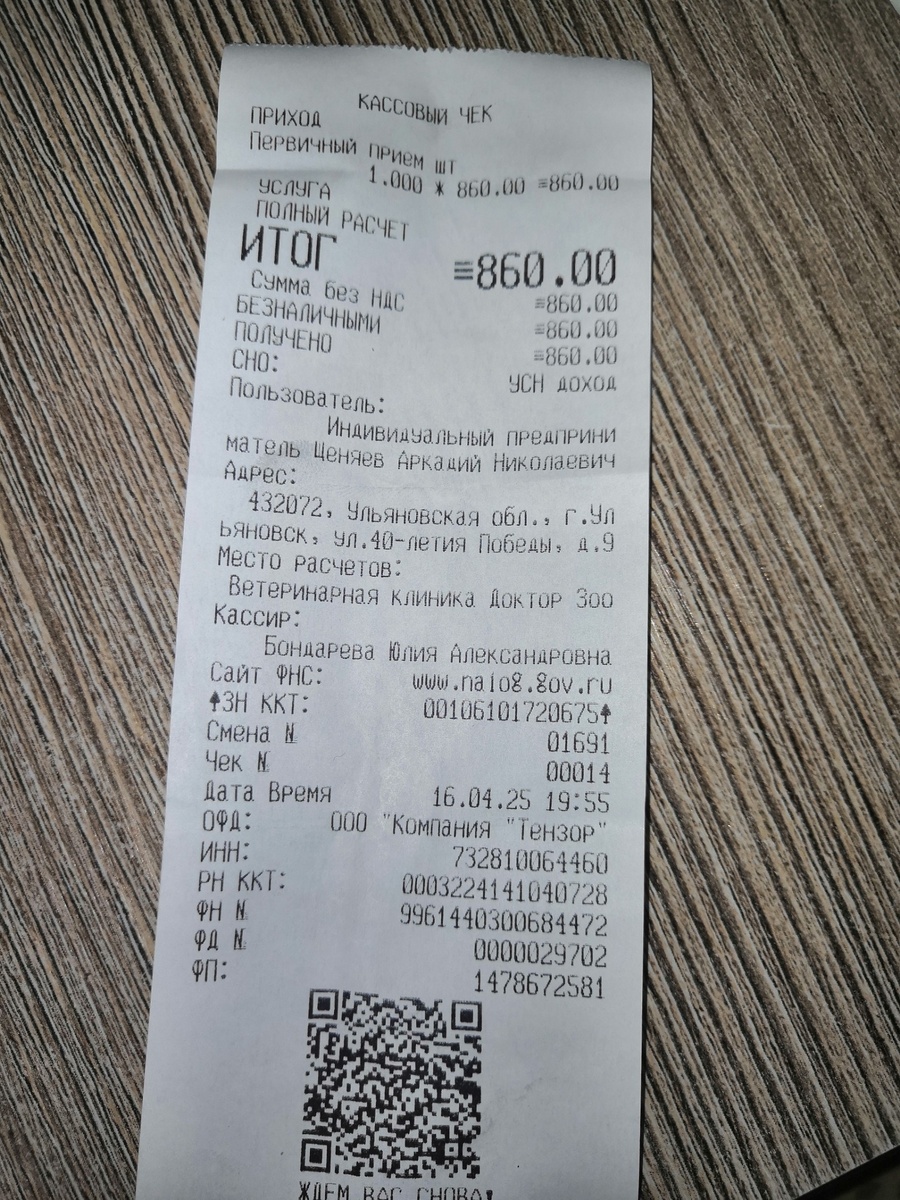 КАССОВЫЙ ЧЕК
ПРИХОД
Первичный прием шт
1.000 * 860.00 ≡860.00
УСЛУГА
ПОЛНЫЙ РАСЧЕТ
ИТОГ ≡860.00
Сумма без НДС ≡860.00
БЕЗНАЛИЧНЫМИ ≡860.00
ПОЛУЧЕНО ≡860.00
СНО: УСН ДОХОД
Пользователь:
Индивидуальный предприни
матель Щеняев Аркадий Николаевич
Адрес:
432072, Ульяновская обл., г.Ул
ьяновск, ул.40-летия Победы, д.9
Место расчетов:
Ветеринарная клиника Доктор Зоо
Кассир:
Бондарева Юлия Александровна
Сайт ФНС: www.nalog.gov.ru
ЗН ККТ: 00106101720675
Смена № 01691
Чек № 00014
Дата Время 16.04.25 19:55
ОФД: ООО "Компания "Тензор"
ИНН: 732810064460
РН ККТ: 0003224141040728
ФН № 9961440300684472
ФД № 0000029702
ФП: 1478672581
ЖДЕМ ВАС СНОВА!